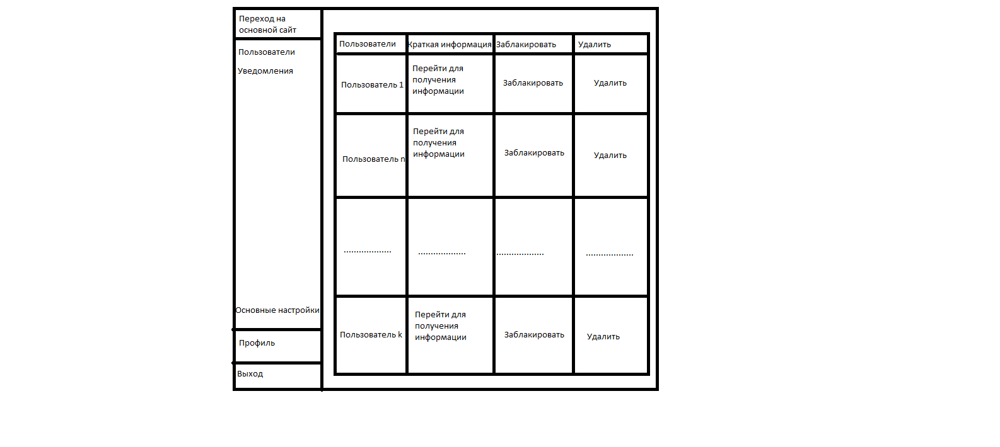 Переход на
основной сайт
Пользователи
Уведомления
Основные настройки
Профиль
Выход
Пользователи
Краткая информация
Заблакировать
Удалить
Пользователь 1
Перейти для
получения
информации
Заблакировать
Удалить
Пользователь n
Перейти для
получения
информации
Заблакировать
Удалить
...................
...................
...................
...................
Пользователь k
Перейти для
получения
информации
Заблакировать
Удалить